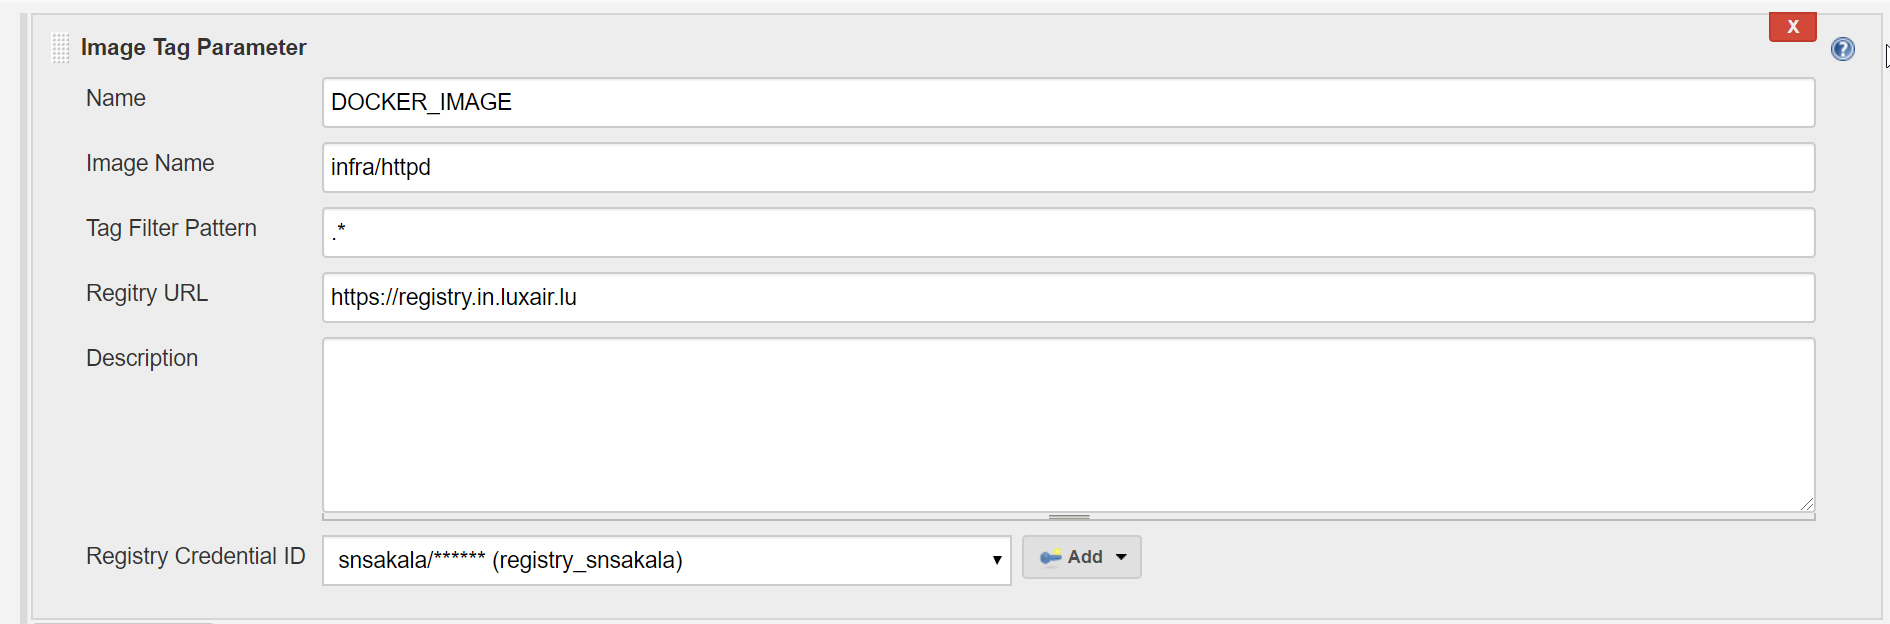 Image Tag Parameter
X
?
Name
DOCKER_IMAGE
Image Name
infra/httpd
Tag Filter Pattern
.*
Regitry URL
https://registry.in.luxair.lu
Description
Registry Credential ID
snsakala/****** (registry_snsakala)
Add